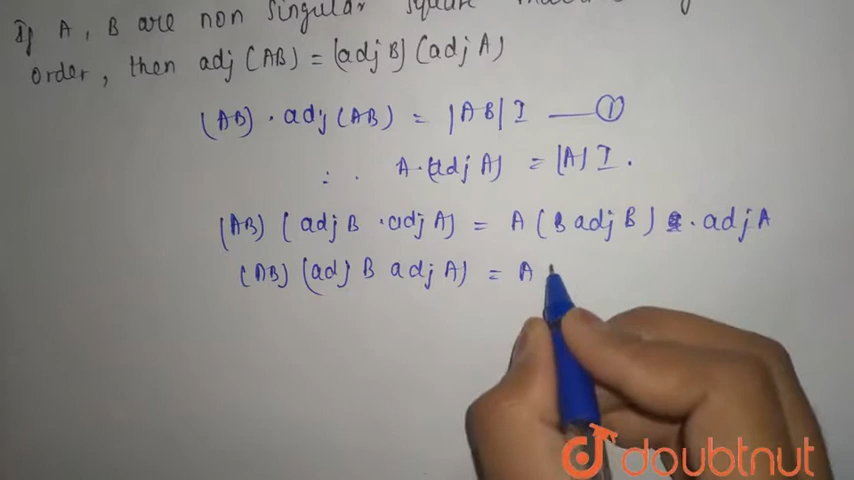 If A, B are non Singular square
order, then adj (AB) = (adj B) (adj A)
(AB) · adj (AB) = |AB| I —— ①
∴ A·(adj A) = |A| I.
(AB) (adj B · adj A) = A (B adj B) · adj A
(AB) (adj B adj A) = A
doubtnut